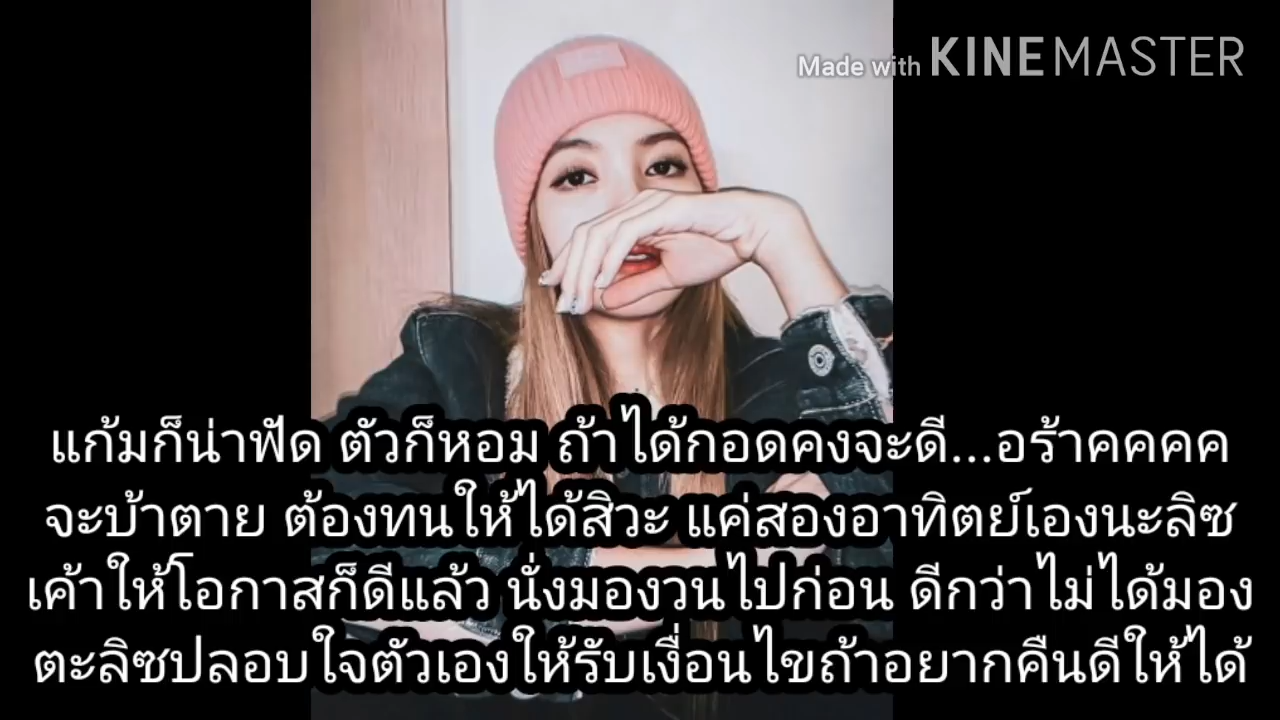 Made with KINEMASTER
แก้มก็น่าฟัด ตัวก็หอม ถ้าได้กอดคงจะดี...อร้าคคคค
จะบ้าตาย ต้องทนให้ได้สิวะ แค่สองอาทิตย์เองนะลิซ
เค้าให้โอกาสก็ดีแล้ว นั่งมองวนไปก่อน ดีกว่าไม่ได้มอง
ตะลิซปลอบใจตัวเองให้รับเงื่อนไขถ้าอยากคืนดีให้ได้